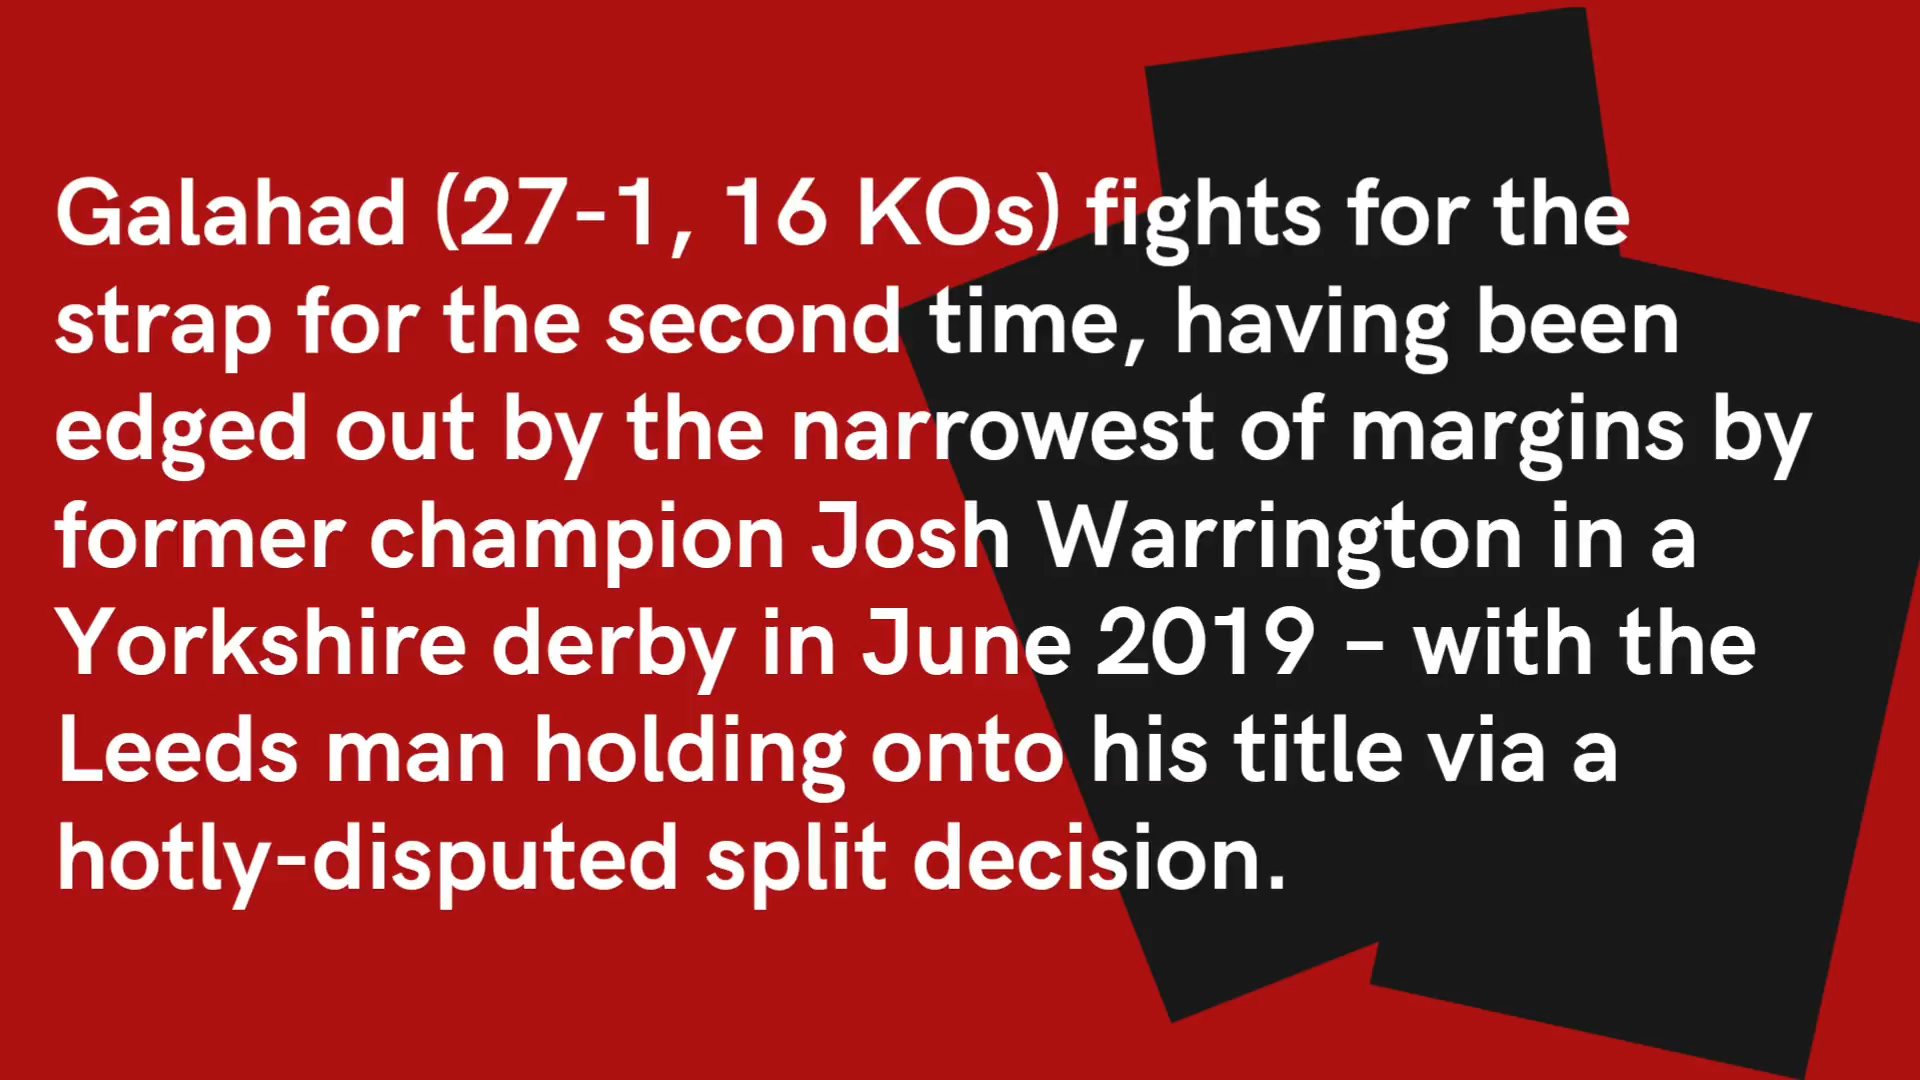 Galahad (27-1, 16 KOs) fights for the
strap for the second time, having been
edged out by the narrowest of margins by
former champion Josh Warrington in a
Yorkshire derby in June 2019 – with the
Leeds man holding onto his title via a
hotly-disputed split decision.